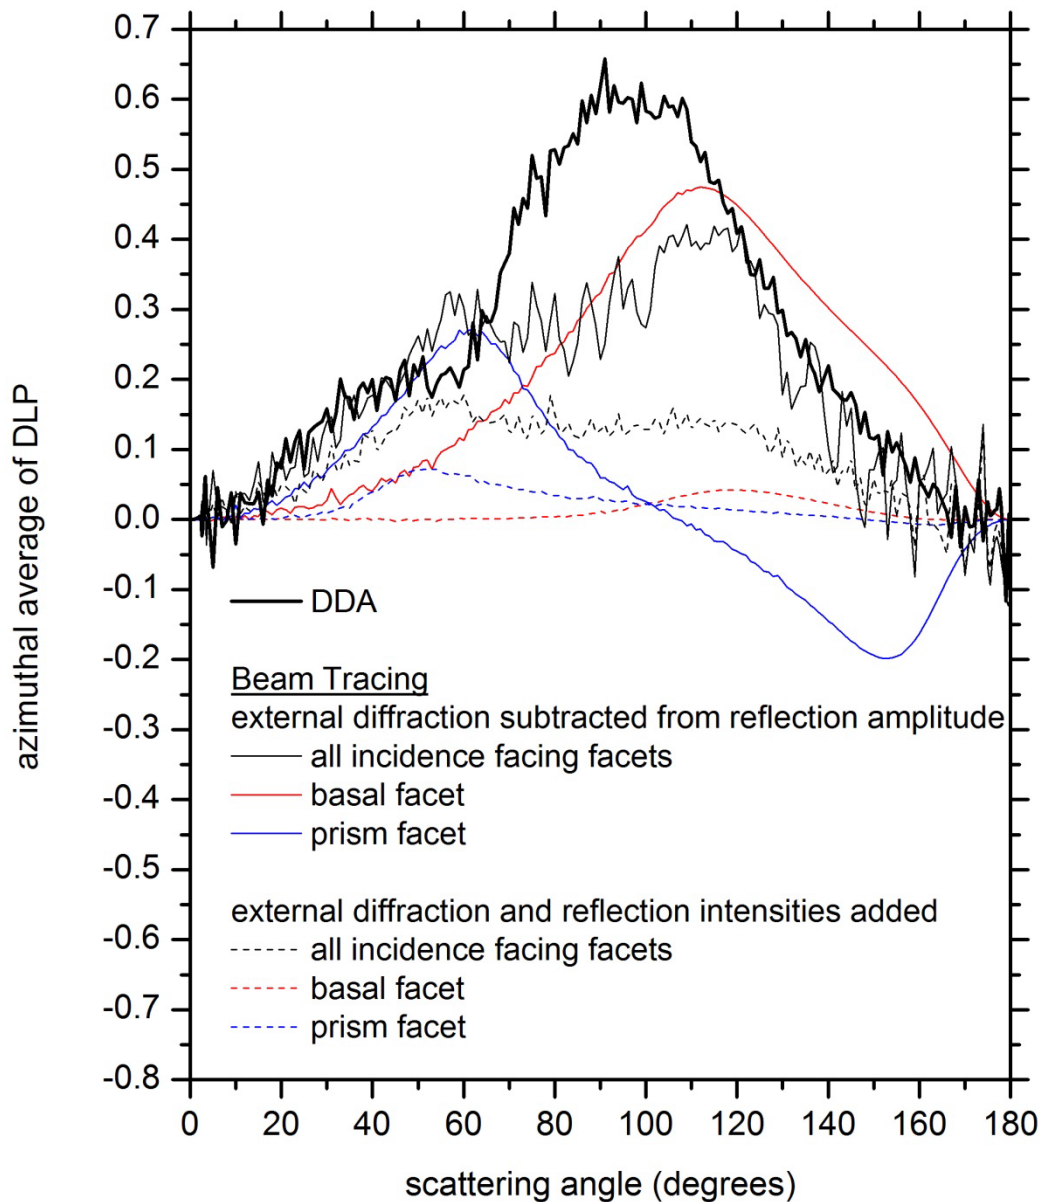 0.7
0.6
0.5
0.4
0.3
0.2
0.1
0.0
-0.1
-0.2
-0.3
-0.4
-0.5
-0.6
-0.7
-0.8
azimuthal average of DLP
DDA
Beam Tracing
external diffraction subtracted from reflection amplitude
all incidence facing facets
basal facet
prism facet
external diffraction and reflection intensities added
all incidence facing facets
basal facet
prism facet
0 20 40 60 80 100 120 140 160 180
scattering angle (degrees)